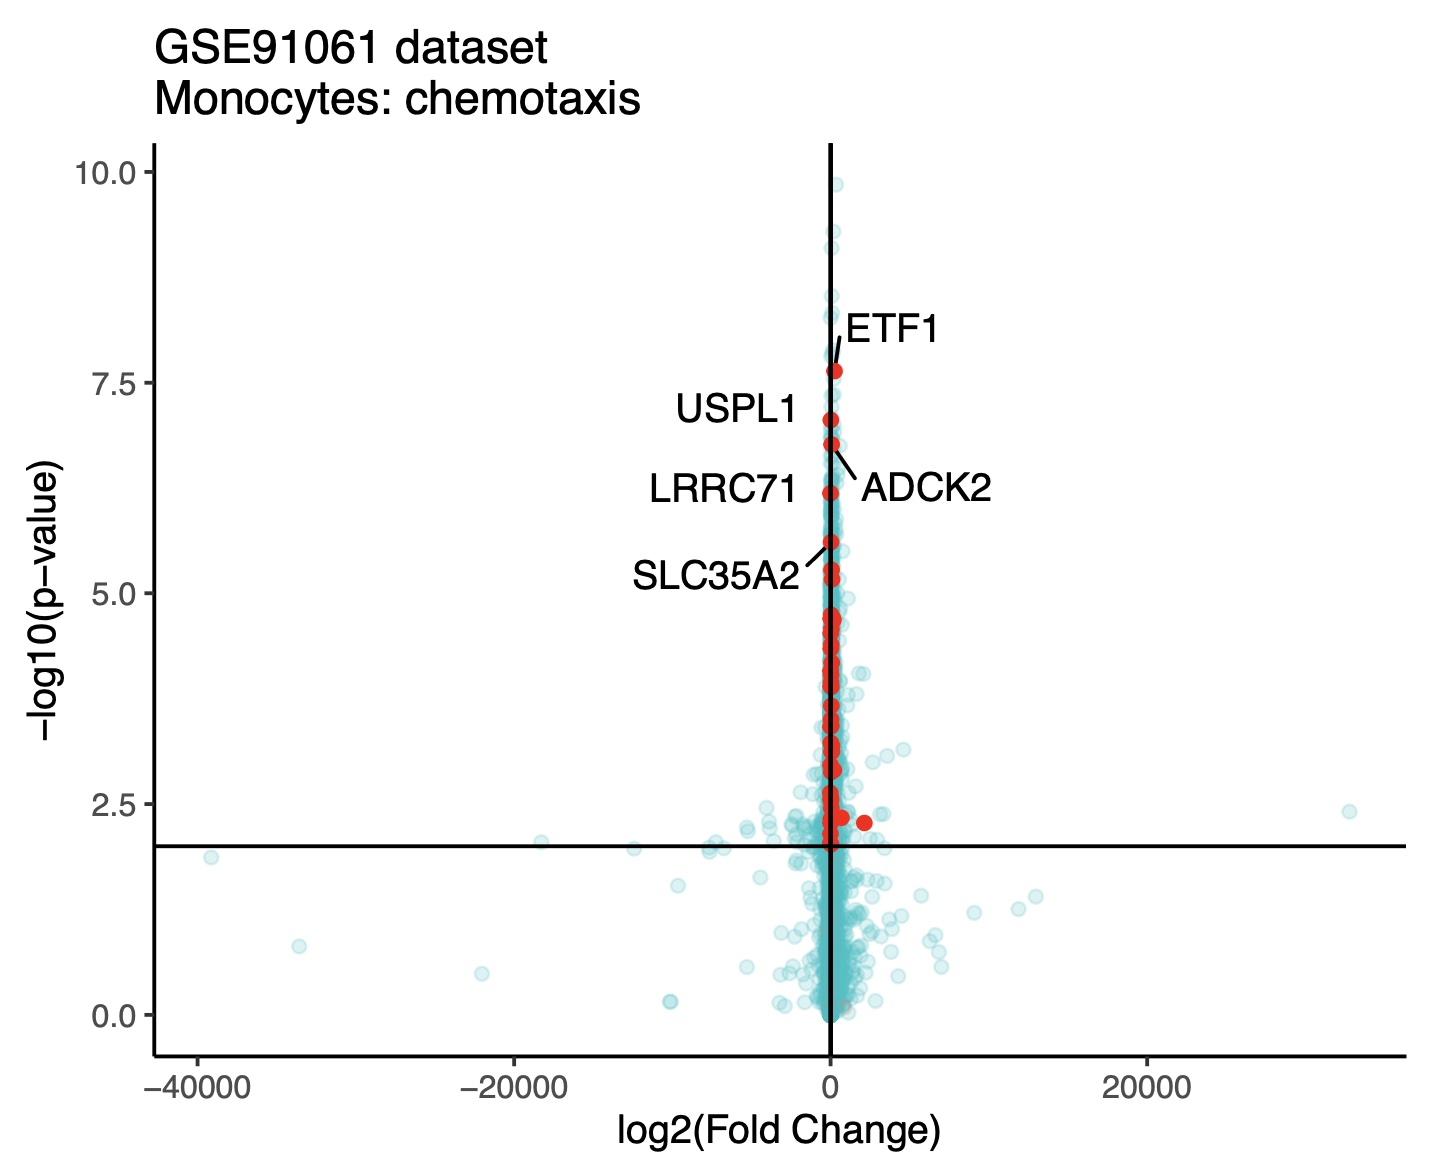 GSE91061 dataset
Monocytes: chemotaxis
10.0
7.5
5.0
2.5
0.0
−log10(p−value)
ETF1
USPL1
LRRC71
ADCK2
SLC35A2
−40000
−20000
0
20000
log2(Fold Change)